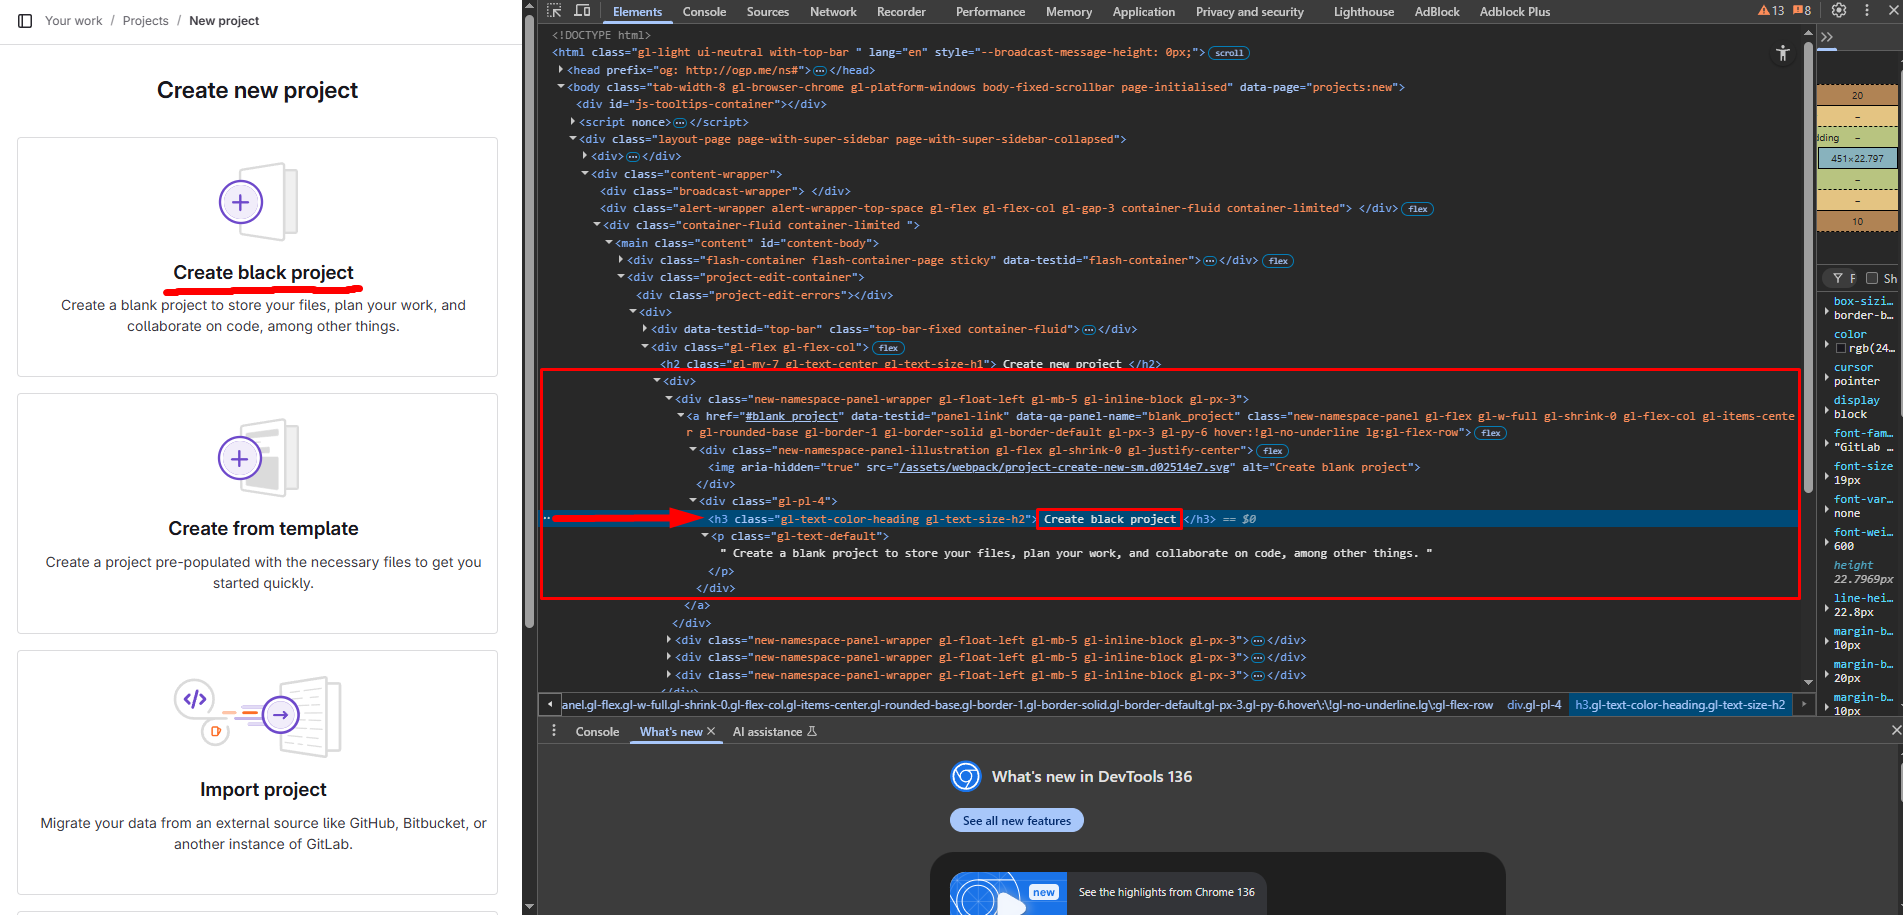 Your work / Projects / New project
Create new project
Create black project
Create a blank project to store your files, plan your work, and
collaborate on code, among other things.
Create from template
Create a project pre-populated with the necessary files to get you
started quickly.
Import project
Migrate your data from an external source like GitHub, Bitbucket, or
another instance of GitLab.
Elements Console Sources Network Recorder Performance Memory Application Privacy and security Lighthouse AdBlock Adblock Plus 13 8
<!DOCTYPE html>
<html class="gl-light ui-neutral with-top-bar " lang="en" style="--broadcast-message-height: 0px;"> scroll
<head prefix="og: http://ogp.me/ns#"> … </head>
<body class="tab-width-8 gl-browser-chrome gl-platform-windows body-fixed-scrollbar page-initialised" data-page="projects:new">
<div id="js-tooltips-container"></div>
<script nonce> … </script>
<div class="layout-page page-with-super-sidebar page-with-super-sidebar-collapsed">
<div> … </div>
<div class="content-wrapper">
<div class="broadcast-wrapper"> </div>
<div class="alert-wrapper alert-wrapper-top-space gl-flex gl-flex-col gl-gap-3 container-fluid container-limited"> </div> flex
<div class="container-fluid container-limited ">
<main class="content" id="content-body">
<div class="flash-container flash-container-page sticky" data-testid="flash-container"> … </div> flex
<div class="project-edit-container">
<div class="project-edit-errors"></div>
<div>
<div data-testid="top-bar" class="top-bar-fixed container-fluid"> … </div>
<div class="gl-flex gl-flex-col"> flex
<h2 class="gl-my-7 gl-text-center gl-text-size-h1"> Create new project </h2>
<div>
<div class="new-namespace-panel-wrapper gl-float-left gl-mb-5 gl-inline-block gl-px-3">
<a href="#blank_project" data-testid="panel-link" data-qa-panel-name="blank_project" class="new-namespace-panel gl-flex gl-w-full gl-shrink-0 gl-flex-col gl-items-cente
r gl-rounded-base gl-border-1 gl-border-solid gl-border-default gl-px-3 gl-py-6 hover:!gl-no-underline lg:gl-flex-row"> flex
<div class="new-namespace-panel-illustration gl-flex gl-shrink-0 gl-justify-center"> flex
<img aria-hidden="true" src="/assets/webpack/project-create-new-sm.d02514e7.svg" alt="Create blank project">
</div>
<div class="gl-pl-4">
<h3 class="gl-text-color-heading gl-text-size-h2"> Create black project </h3> == $0
<p class="gl-text-default">
" Create a blank project to store your files, plan your work, and collaborate on code, among other things. "
</p>
</div>
</a>
</div>
<div class="new-namespace-panel-wrapper gl-float-left gl-mb-5 gl-inline-block gl-px-3"> … </div>
<div class="new-namespace-panel-wrapper gl-float-left gl-mb-5 gl-inline-block gl-px-3"> … </div>
<div class="new-namespace-panel-wrapper gl-float-left gl-mb-5 gl-inline-block gl-px-3"> … </div>
</div>
anel.gl-flex.gl-w-full.gl-shrink-0.gl-flex-col.gl-items-center.gl-rounded-base.gl-border-1.gl-border-solid.gl-border-default.gl-px-3.gl-py-6.hover\:\!gl-no-underline.lg\:gl-flex-row div.gl-pl-4 h3.gl-text-color-heading.gl-text-size-h2
20
–
dding –
451×22.797
–
–
10
F Sh
box-sizi…
border-b…
color
rgb(24…
cursor
pointer
display
block
font-fam…
"GitLab …
font-size
19px
font-var…
none
font-wei…
600
height
22.7969px
line-hei…
22.8px
margin-b…
10px
margin-b…
20px
margin-b…
10px
Console What's new AI assistance
What's new in DevTools 136
See all new features
new
See the highlights from Chrome 136